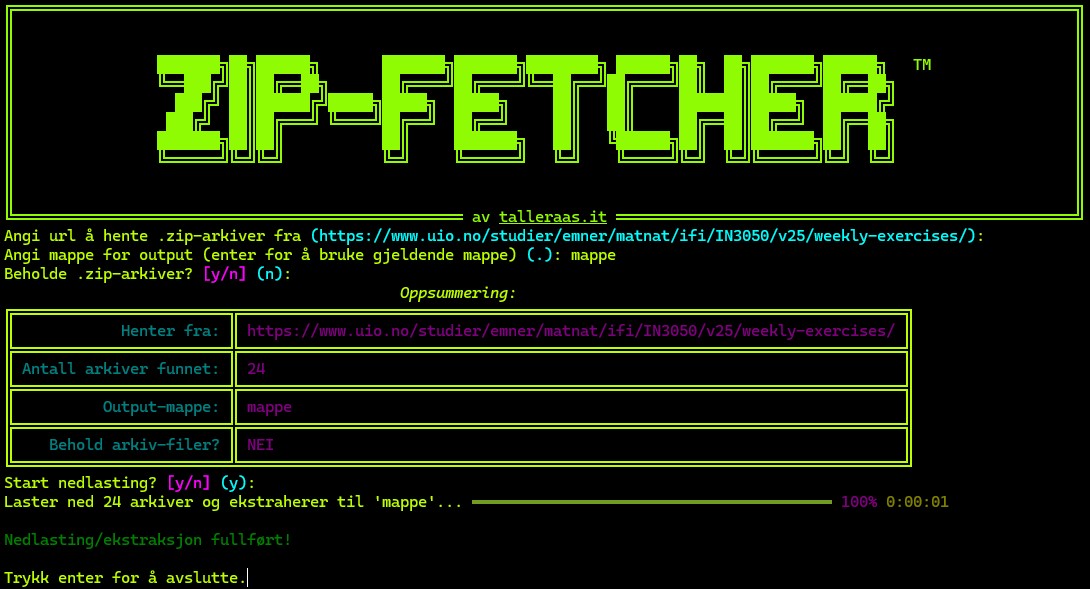 ZIP-FETCHER ™
av talleraas.it
Angi url å hente .zip-arkiver fra (https://www.uio.no/studier/emner/matnat/ifi/IN3050/v25/weekly-exercises/):
Angi mappe for output (enter for å bruke gjeldende mappe) (.): mappe
Beholde .zip-arkiver? [y/n] (n):
Oppsummering:
Henter fra: https://www.uio.no/studier/emner/matnat/ifi/IN3050/v25/weekly-exercises/
Antall arkiver funnet: 24
Output-mappe: mappe
Behold arkiv-filer? NEI
Start nedlasting? [y/n] (y):
Laster ned 24 arkiver og ekstraherer til 'mappe'... 100% 0:00:01
Nedlasting/ekstraksjon fullført!
Trykk enter for å avslutte.